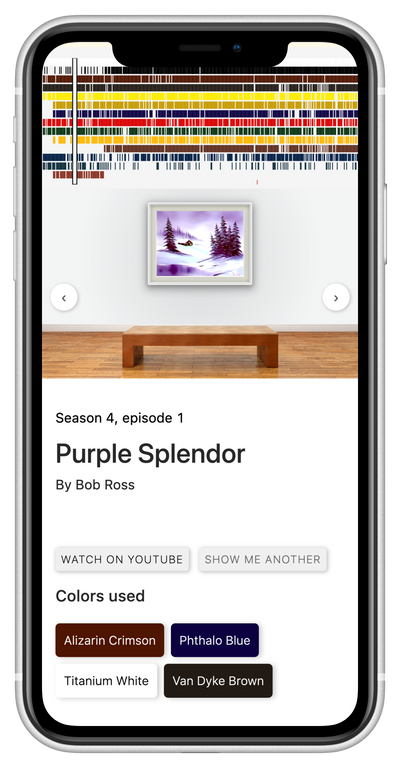 ‹
›
Season 4, episode 1
Purple Splendor
By Bob Ross
WATCH ON YOUTUBE SHOW ME ANOTHER
Colors used
Alizarin Crimson Phthalo Blue
Titanium White Van Dyke Brown